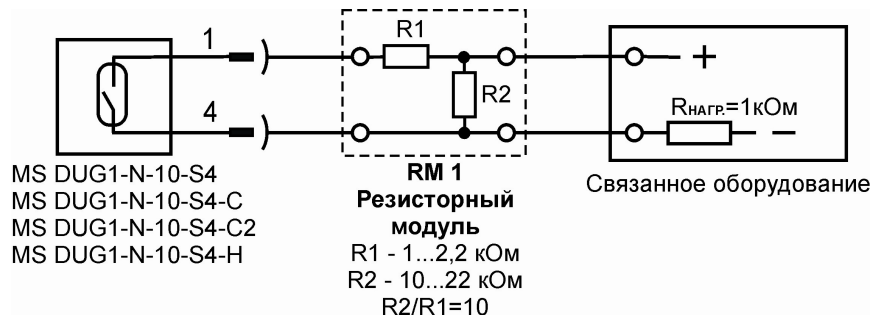 1
4
R1
R2
+
Rнагр.=1кОм
−
MS DUG1-N-10-S4
MS DUG1-N-10-S4-C
MS DUG1-N-10-S4-C2
MS DUG1-N-10-S4-H
RM 1
Резисторный
модуль
R1 - 1...2,2 кОм
R2 - 10...22 кОм
R2/R1=10
Связанное оборудование